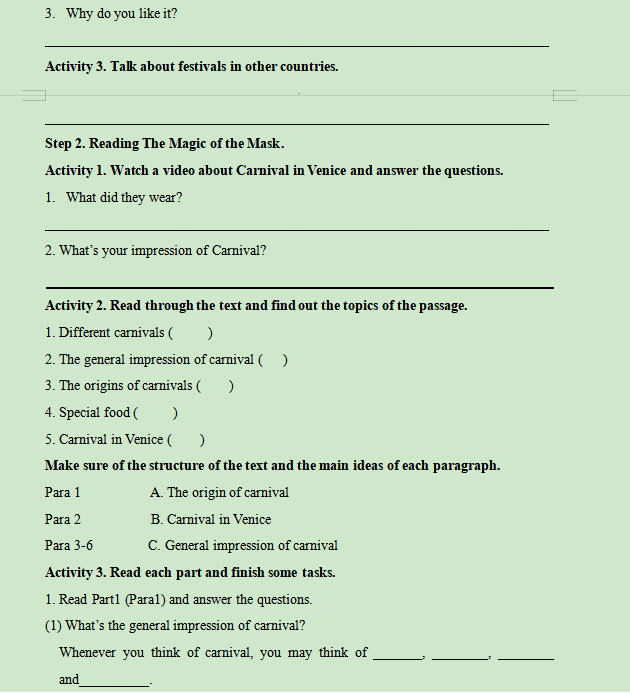 3. Why do you like it?
Activity 3. Talk about festivals in other countries.
Step 2. Reading The Magic of the Mask.
Activity 1. Watch a video about Carnival in Venice and answer the questions.
1. What did they wear?
2. What's your impression of Carnival?
Activity 2. Read through the text and find out the topics of the passage.
1. Different carnivals (      )
2. The general impression of carnival (   )
3. The origins of carnivals (     )
4. Special food (      )
5. Carnival in Venice (     )
Make sure of the structure of the text and the main ideas of each paragraph.
Para 1 A. The origin of carnival
Para 2 B. Carnival in Venice
Para 3-6 C. General impression of carnival
Activity 3. Read each part and finish some tasks.
1. Read Part1 (Para1) and answer the questions.
(1) What's the general impression of carnival?
Whenever you think of carnival, you may think of _______, ________, ________
and__________.